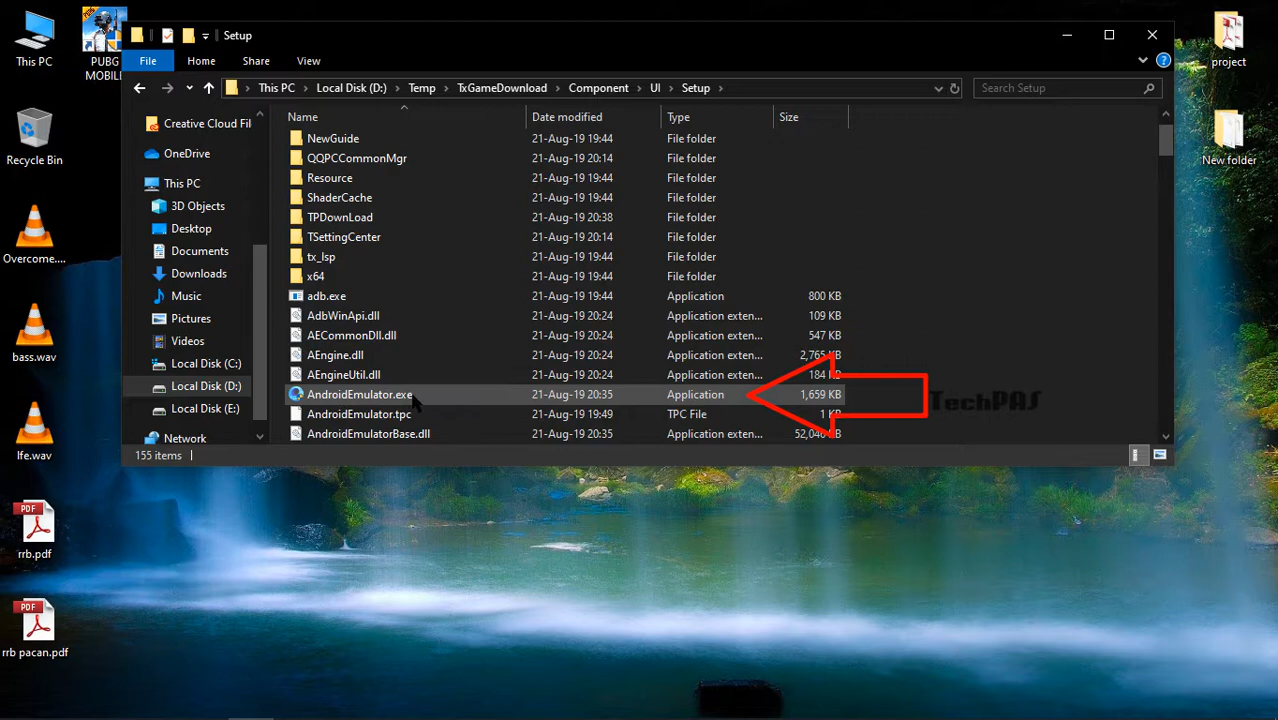 Setup
File Home Share View
This PC Local Disk (D:) Temp TxGameDownload Component UI Setup
Search Setup
Name Date modified Type Size
Creative Cloud Fil
OneDrive
This PC
3D Objects
Desktop
Documents
Downloads
Music
Pictures
Videos
Local Disk (C:)
Local Disk (D:)
Local Disk (E:)
Network
NewGuide 21-Aug-19 19:44 File folder
QQPCCommonMgr 21-Aug-19 20:14 File folder
Resource 21-Aug-19 19:44 File folder
ShaderCache 21-Aug-19 19:44 File folder
TPDownLoad 21-Aug-19 20:38 File folder
TSettingCenter 21-Aug-19 20:14 File folder
tx_lsp 21-Aug-19 19:44 File folder
x64 21-Aug-19 19:44 File folder
adb.exe 21-Aug-19 19:44 Application 800 KB
AdbWinApi.dll 21-Aug-19 20:24 Application exten... 109 KB
AECommonDll.dll 21-Aug-19 20:24 Application exten... 547 KB
AEngine.dll 21-Aug-19 20:24 Application exten... 2,765 KB
AEngineUtil.dll 21-Aug-19 20:24 Application exten... 184 KB
AndroidEmulator.exe 21-Aug-19 20:35 Application 1,659 KB
AndroidEmulator.tpc 21-Aug-19 19:49 TPC File 1 KB
AndroidEmulatorBase.dll 21-Aug-19 20:35 Application exten... 52,040 KB
155 items
TechPAS
This PC
PUBG
MOBILE
Recycle Bin
Overcome....
bass.wav
lfe.wav
PDF
rrb.pdf
PDF
rrb pacan.pdf
project
New folder